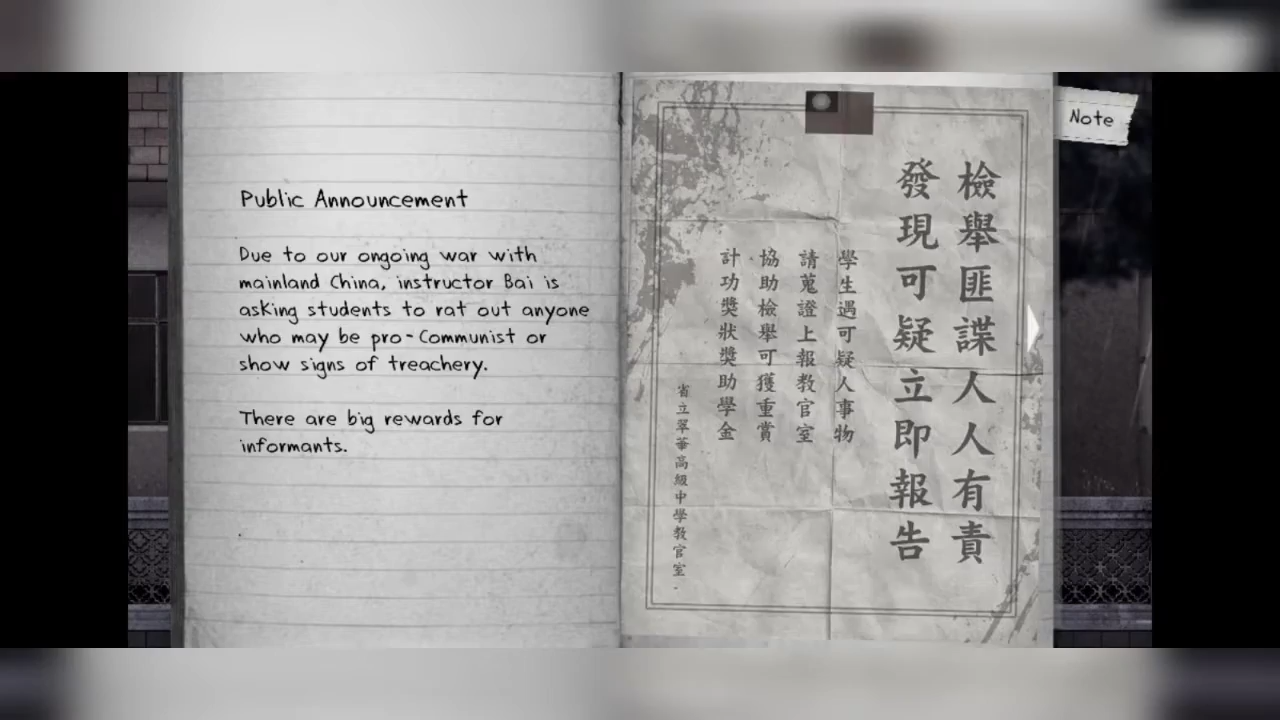 Public Announcement
Due to our ongoing war with
mainland China, instructor Bai is
asking students to rat out anyone
who may be pro-Communist or
show signs of treachery.
There are big rewards for
informants.
檢舉匪諜人人有責
發現可疑立即報告
學生遇可疑人事物
請蒐證上報教官室
協助檢舉可獲重賞
計功獎狀獎助學金
省立翠華高級中學教官室
Note